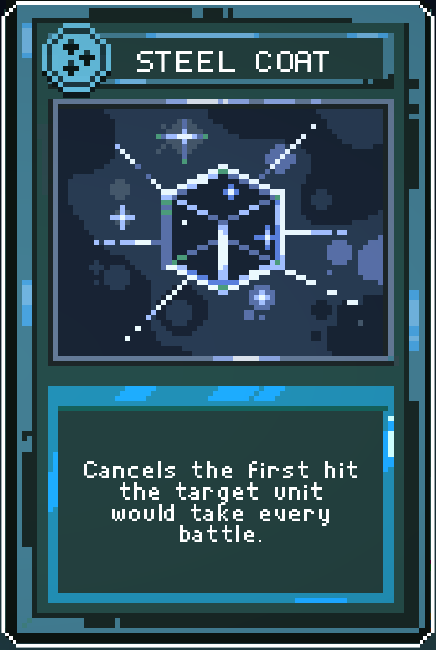 STEEL COAT
Cancels the first hit
the target unit
would take every
battle.